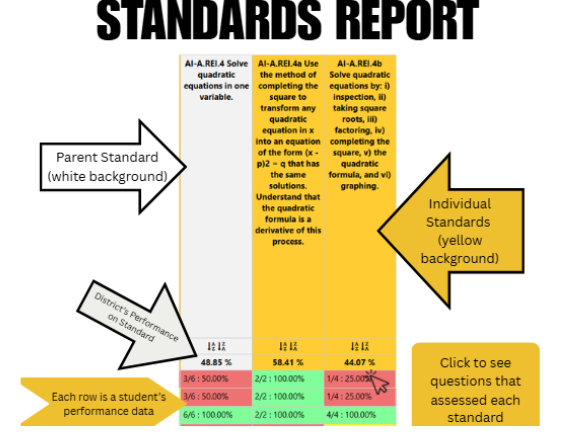 STANDARDS REPORT
AI-A.REI.4 Solve
quadratic
equations in one
variable.
AI-A.REI.4a Use
the method of
completing the
square to
transform any
quadratic
equation in x
into an equation
of the form (x –
p)2 = q that has
the same
solutions.
Understand that
the quadratic
formula is a
derivative of this
process.
AI-A.REI.4b
Solve quadratic
equations by: i)
inspection, ii)
taking square
roots, iii)
factoring, iv)
completing the
square, v) the
quadratic
formula, and vi)
graphing.
Parent Standard
(white background)
Individual
Standards
(yellow
background)
District's Performance
on Standard
48.85 % 58.41 % 44.07 %
3/6 : 50.00% 2/2 : 100.00% 1/4 : 25.00%
3/6 : 50.00% 2/2 : 100.00% 1/4 : 25.00%
6/6 : 100.00% 2/2 : 100.00% 4/4 : 100.00%
Each row is a student's
performance data
Click to see
questions that
assessed each
standard